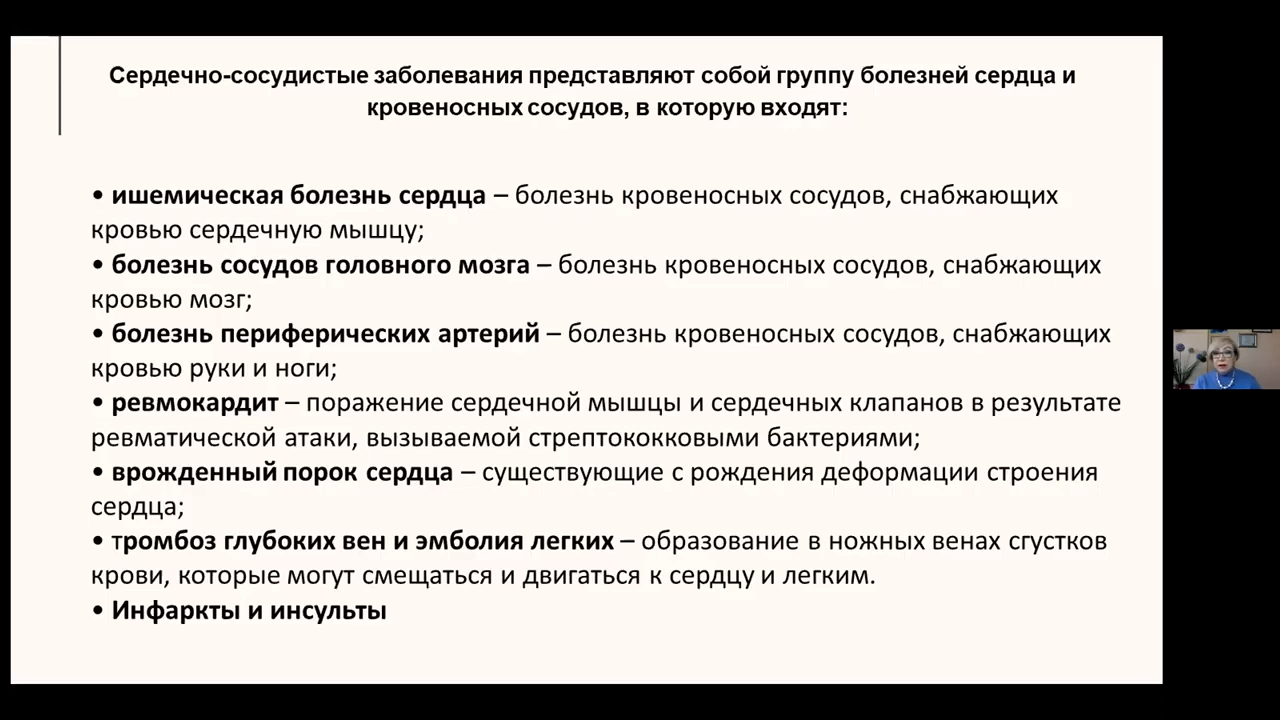 Сердечно-сосудистые заболевания представляют собой группу болезней сердца и
кровеносных сосудов, в которую входят:
• ишемическая болезнь сердца – болезнь кровеносных сосудов, снабжающих
кровью сердечную мышцу;
• болезнь сосудов головного мозга – болезнь кровеносных сосудов, снабжающих
кровью мозг;
• болезнь периферических артерий – болезнь кровеносных сосудов, снабжающих
кровью руки и ноги;
• ревмокардит – поражение сердечной мышцы и сердечных клапанов в результате
ревматической атаки, вызываемой стрептококковыми бактериями;
• врожденный порок сердца – существующие с рождения деформации строения
сердца;
• тромбоз глубоких вен и эмболия легких – образование в ножных венах сгустков
крови, которые могут смещаться и двигаться к сердцу и легким.
• Инфаркты и инсульты